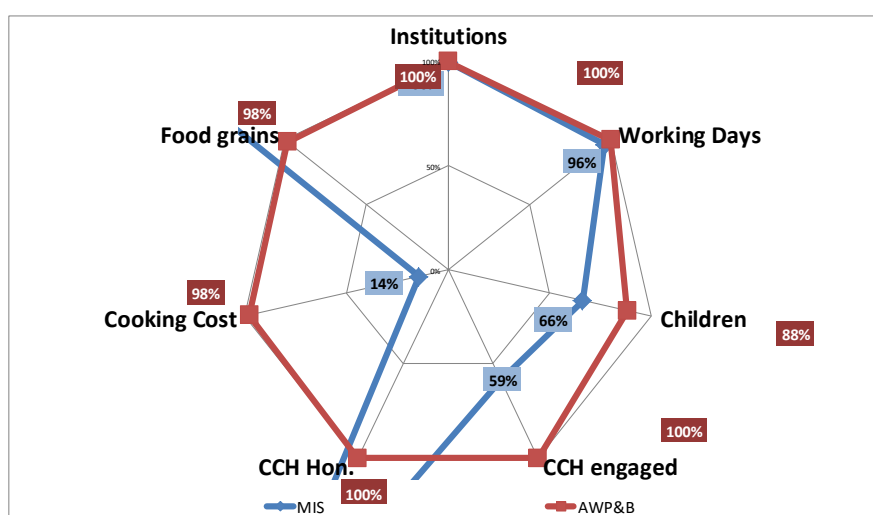 Institutions
100%
100%
100%
98%
Food grains
Working Days
96%
50%
0%
14%
98%
Cooking Cost
66%
Children
88%
59%
100%
CCH Hon.
CCH engaged
100%
MIS
AWP&B